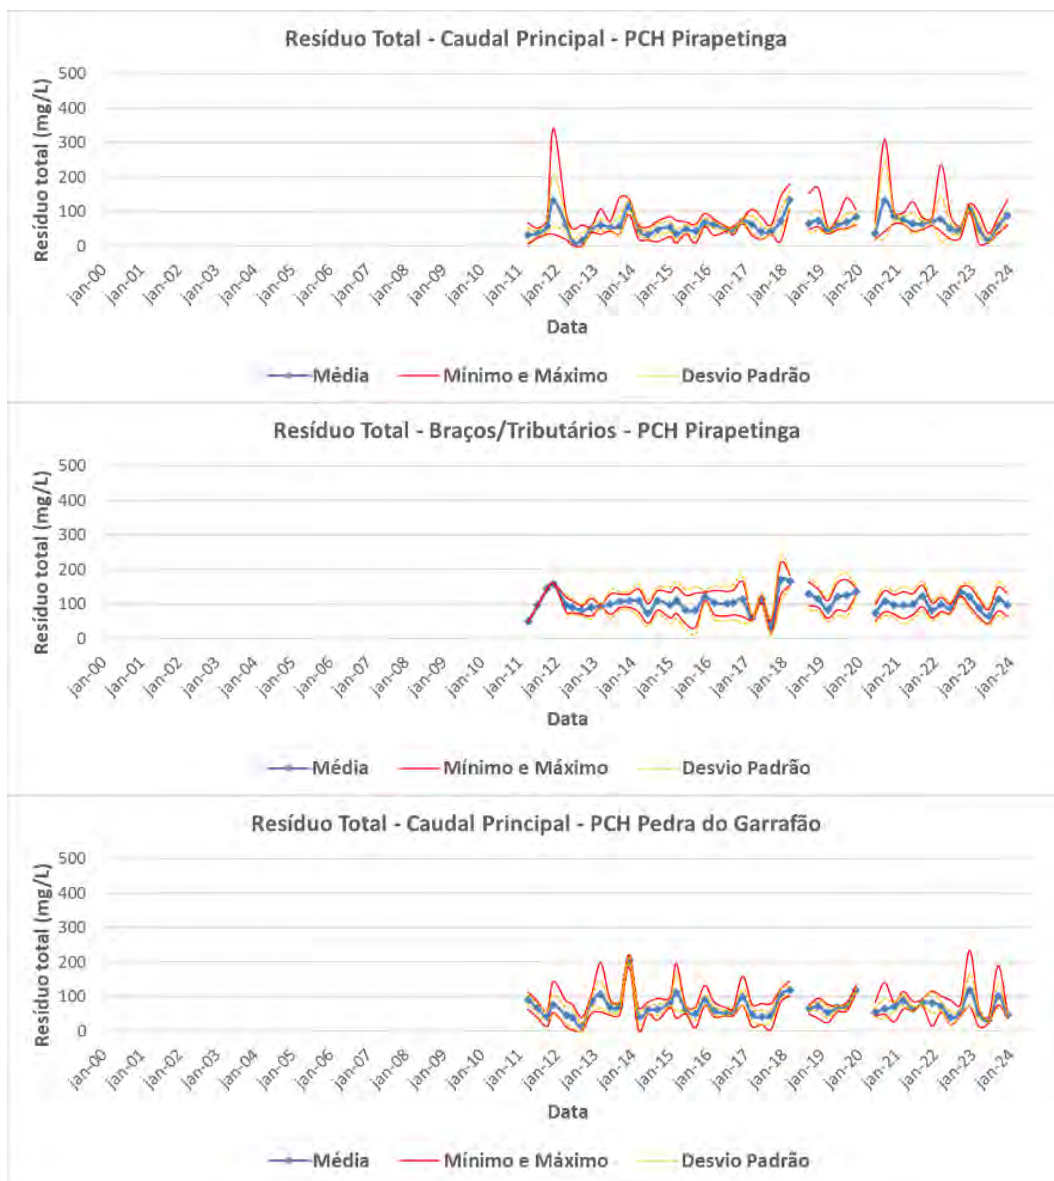 Resíduo Total - Caudal Principal - PCH Pirapetinga
Resíduo total (mg/L)
500
400
300
200
100
0
jan-00
jan-01
jan-02
jan-03
jan-04
jan-05
jan-06
jan-07
jan-08
jan-09
jan-10
jan-11
jan-12
jan-13
jan-14
jan-15
jan-16
jan-17
jan-18
jan-19
jan-20
jan-21
jan-22
jan-23
jan-24
Data
Média
Mínimo e Máximo
Desvio Padrão
Resíduo Total - Braços/Tributários - PCH Pirapetinga
Resíduo total (mg/L)
500
400
300
200
100
0
jan-00
jan-01
jan-02
jan-03
jan-04
jan-05
jan-06
jan-07
jan-08
jan-09
jan-10
jan-11
jan-12
jan-13
jan-14
jan-15
jan-16
jan-17
jan-18
jan-19
jan-20
jan-21
jan-22
jan-23
jan-24
Data
Média
Mínimo e Máximo
Desvio Padrão
Resíduo Total - Caudal Principal - PCH Pedra do Garrafão
Resíduo total (mg/L)
500
400
300
200
100
0
jan-00
jan-01
jan-02
jan-03
jan-04
jan-05
jan-06
jan-07
jan-08
jan-09
jan-10
jan-11
jan-12
jan-13
jan-14
jan-15
jan-16
jan-17
jan-18
jan-19
jan-20
jan-21
jan-22
jan-23
jan-24
Data
Média
Mínimo e Máximo
Desvio Padrão